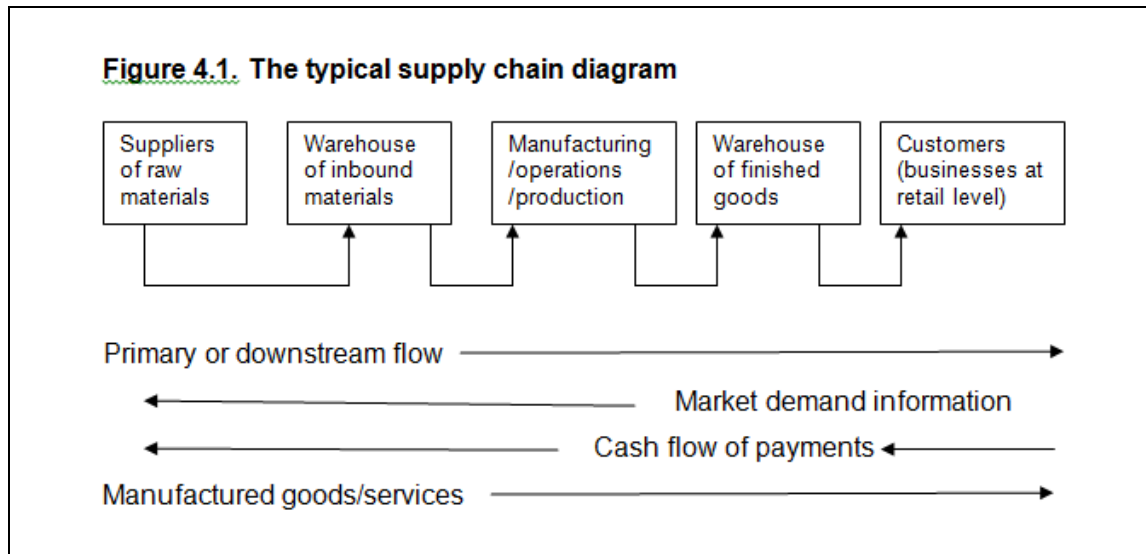 Figure 4.1. The typical supply chain diagram
Suppliers
of raw
materials
Warehouse
of inbound
materials
Manufacturing
/operations
/production
Warehouse
of finished
goods
Customers
(businesses at
retail level)
Primary or downstream flow
Market demand information
Cash flow of payments
Manufactured goods/services